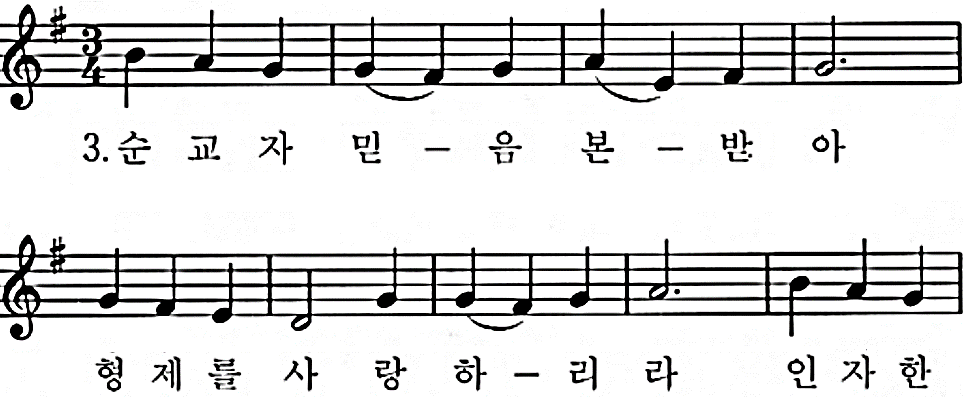 3. 순 교 자 믿 - 음 본 - 받 아
형 제 를 사 랑 하 - 리 라 인 자 한